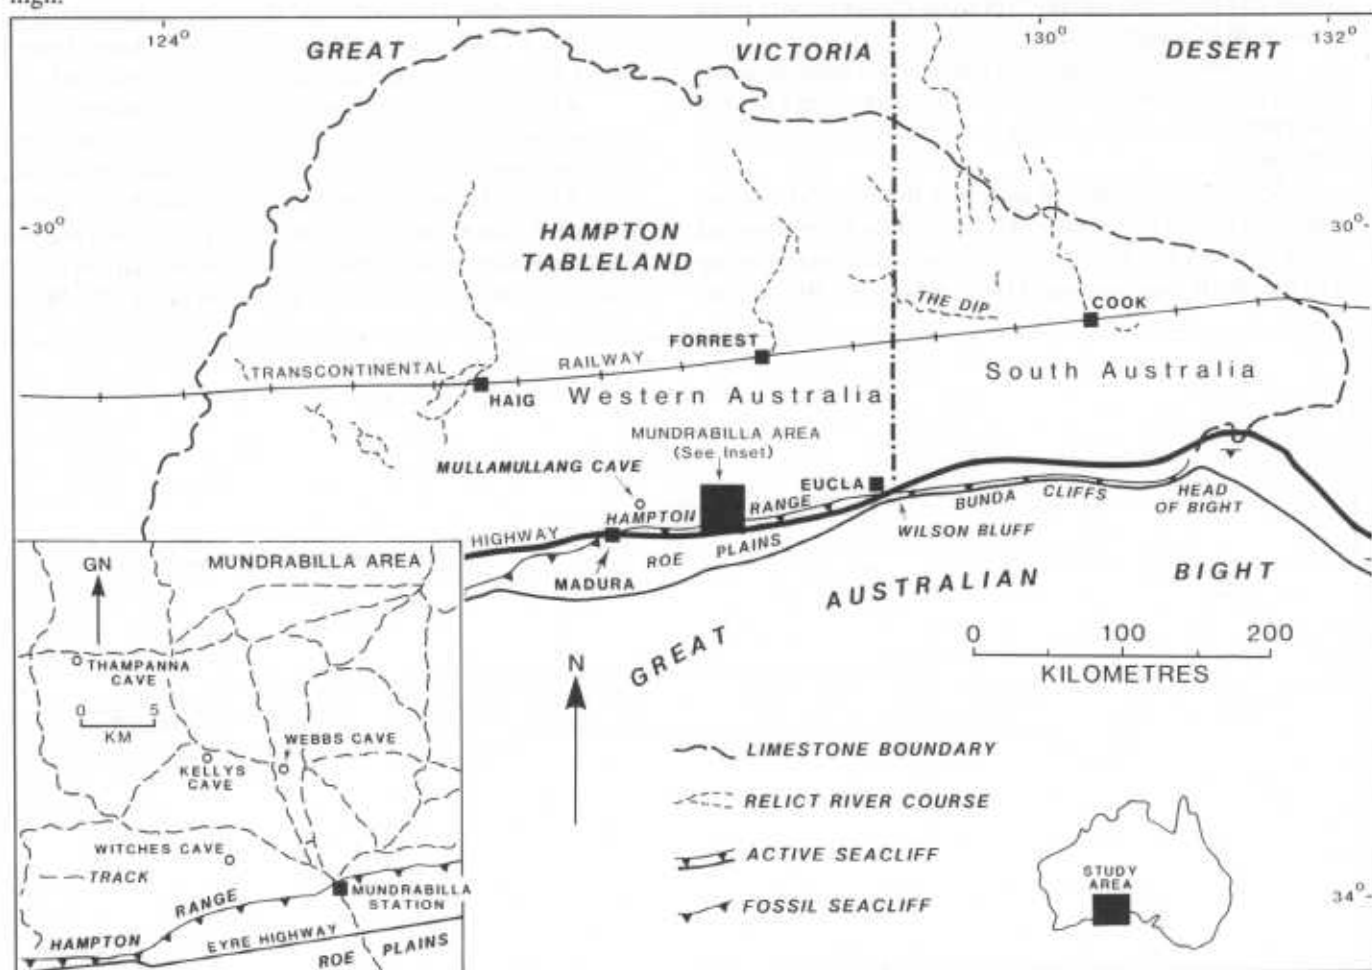 high.
124°
130°
132°
GREAT
VICTORIA
DESERT
30°
30°
HAMPTON
TABLELAND
THE DIP
COOK
FORREST
TRANSCONTINENTAL
RAILWAY
HAIG
Western Australia
South Australia
MUNDRABILLA AREA
(See Inset)
MULLAMULLANG CAVE
EUCLA
HAMPTON
RANGE
BUNDA
CLIFFS
HEAD
OF BIGHT
WILSON BLUFF
HIGHWAY
ROE
PLAINS
MADURA
GREAT
AUSTRALIAN
BIGHT
0
100
200
KILOMETRES
N
LIMESTONE BOUNDARY
RELICT RIVER COURSE
ACTIVE SEACLIFF
FOSSIL SEACLIFF
STUDY
AREA
34°
GN
MUNDRABILLA AREA
THAMPANNA
CAVE
0
5
KM
WEBBS CAVE
KELLYS
CAVE
WITCHES CAVE
TRACK
RANGE
MUNDRABILLA
STATION
HAMPTON
EYRE HIGHWAY
ROE
PLAINS